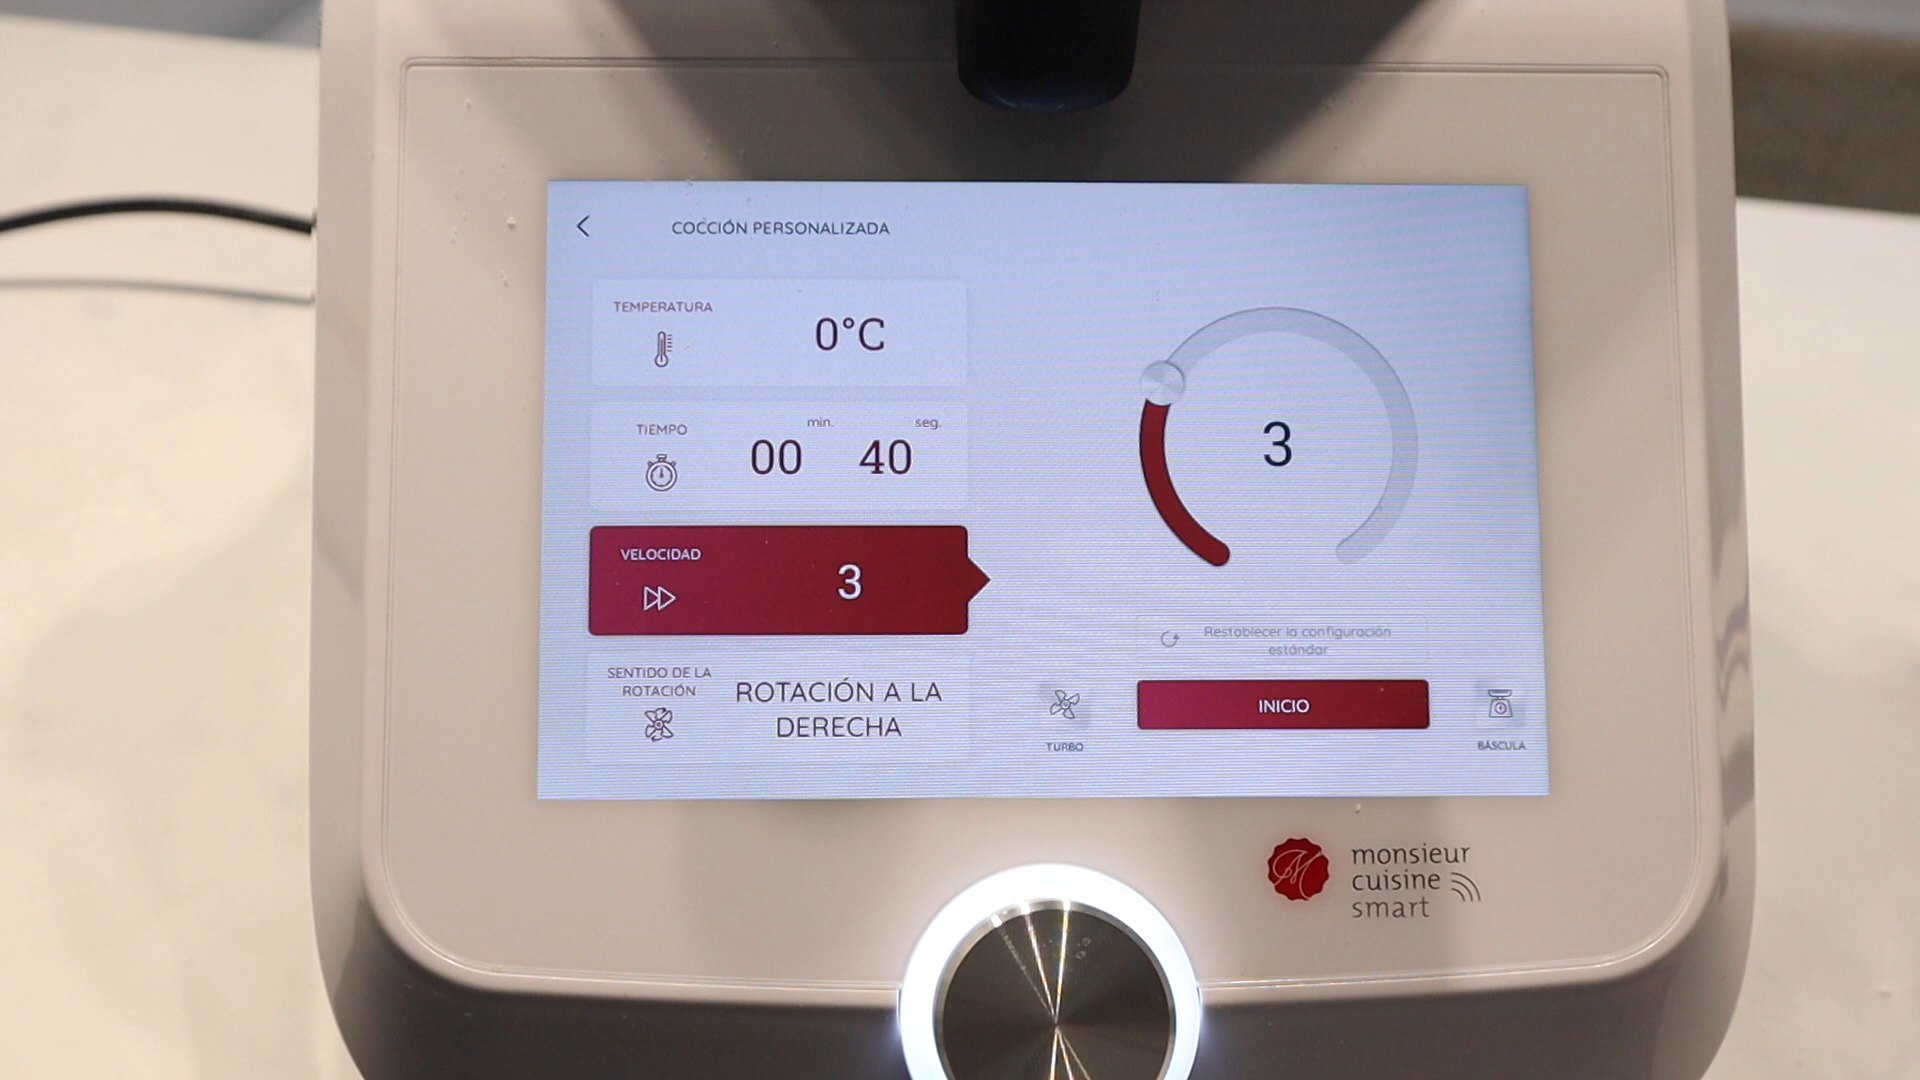 COCCIÓN PERSONALIZADA
TEMPERATURA
0°C
TIEMPO
00 min. 40 seg.
VELOCIDAD
3
SENTIDO DE LA
ROTACIÓN
ROTACIÓN A LA
DERECHA
3
Restablecer la configuración
estándar
TURBO
INICIO
BÁSCULA
monsieur
cuisine
smart